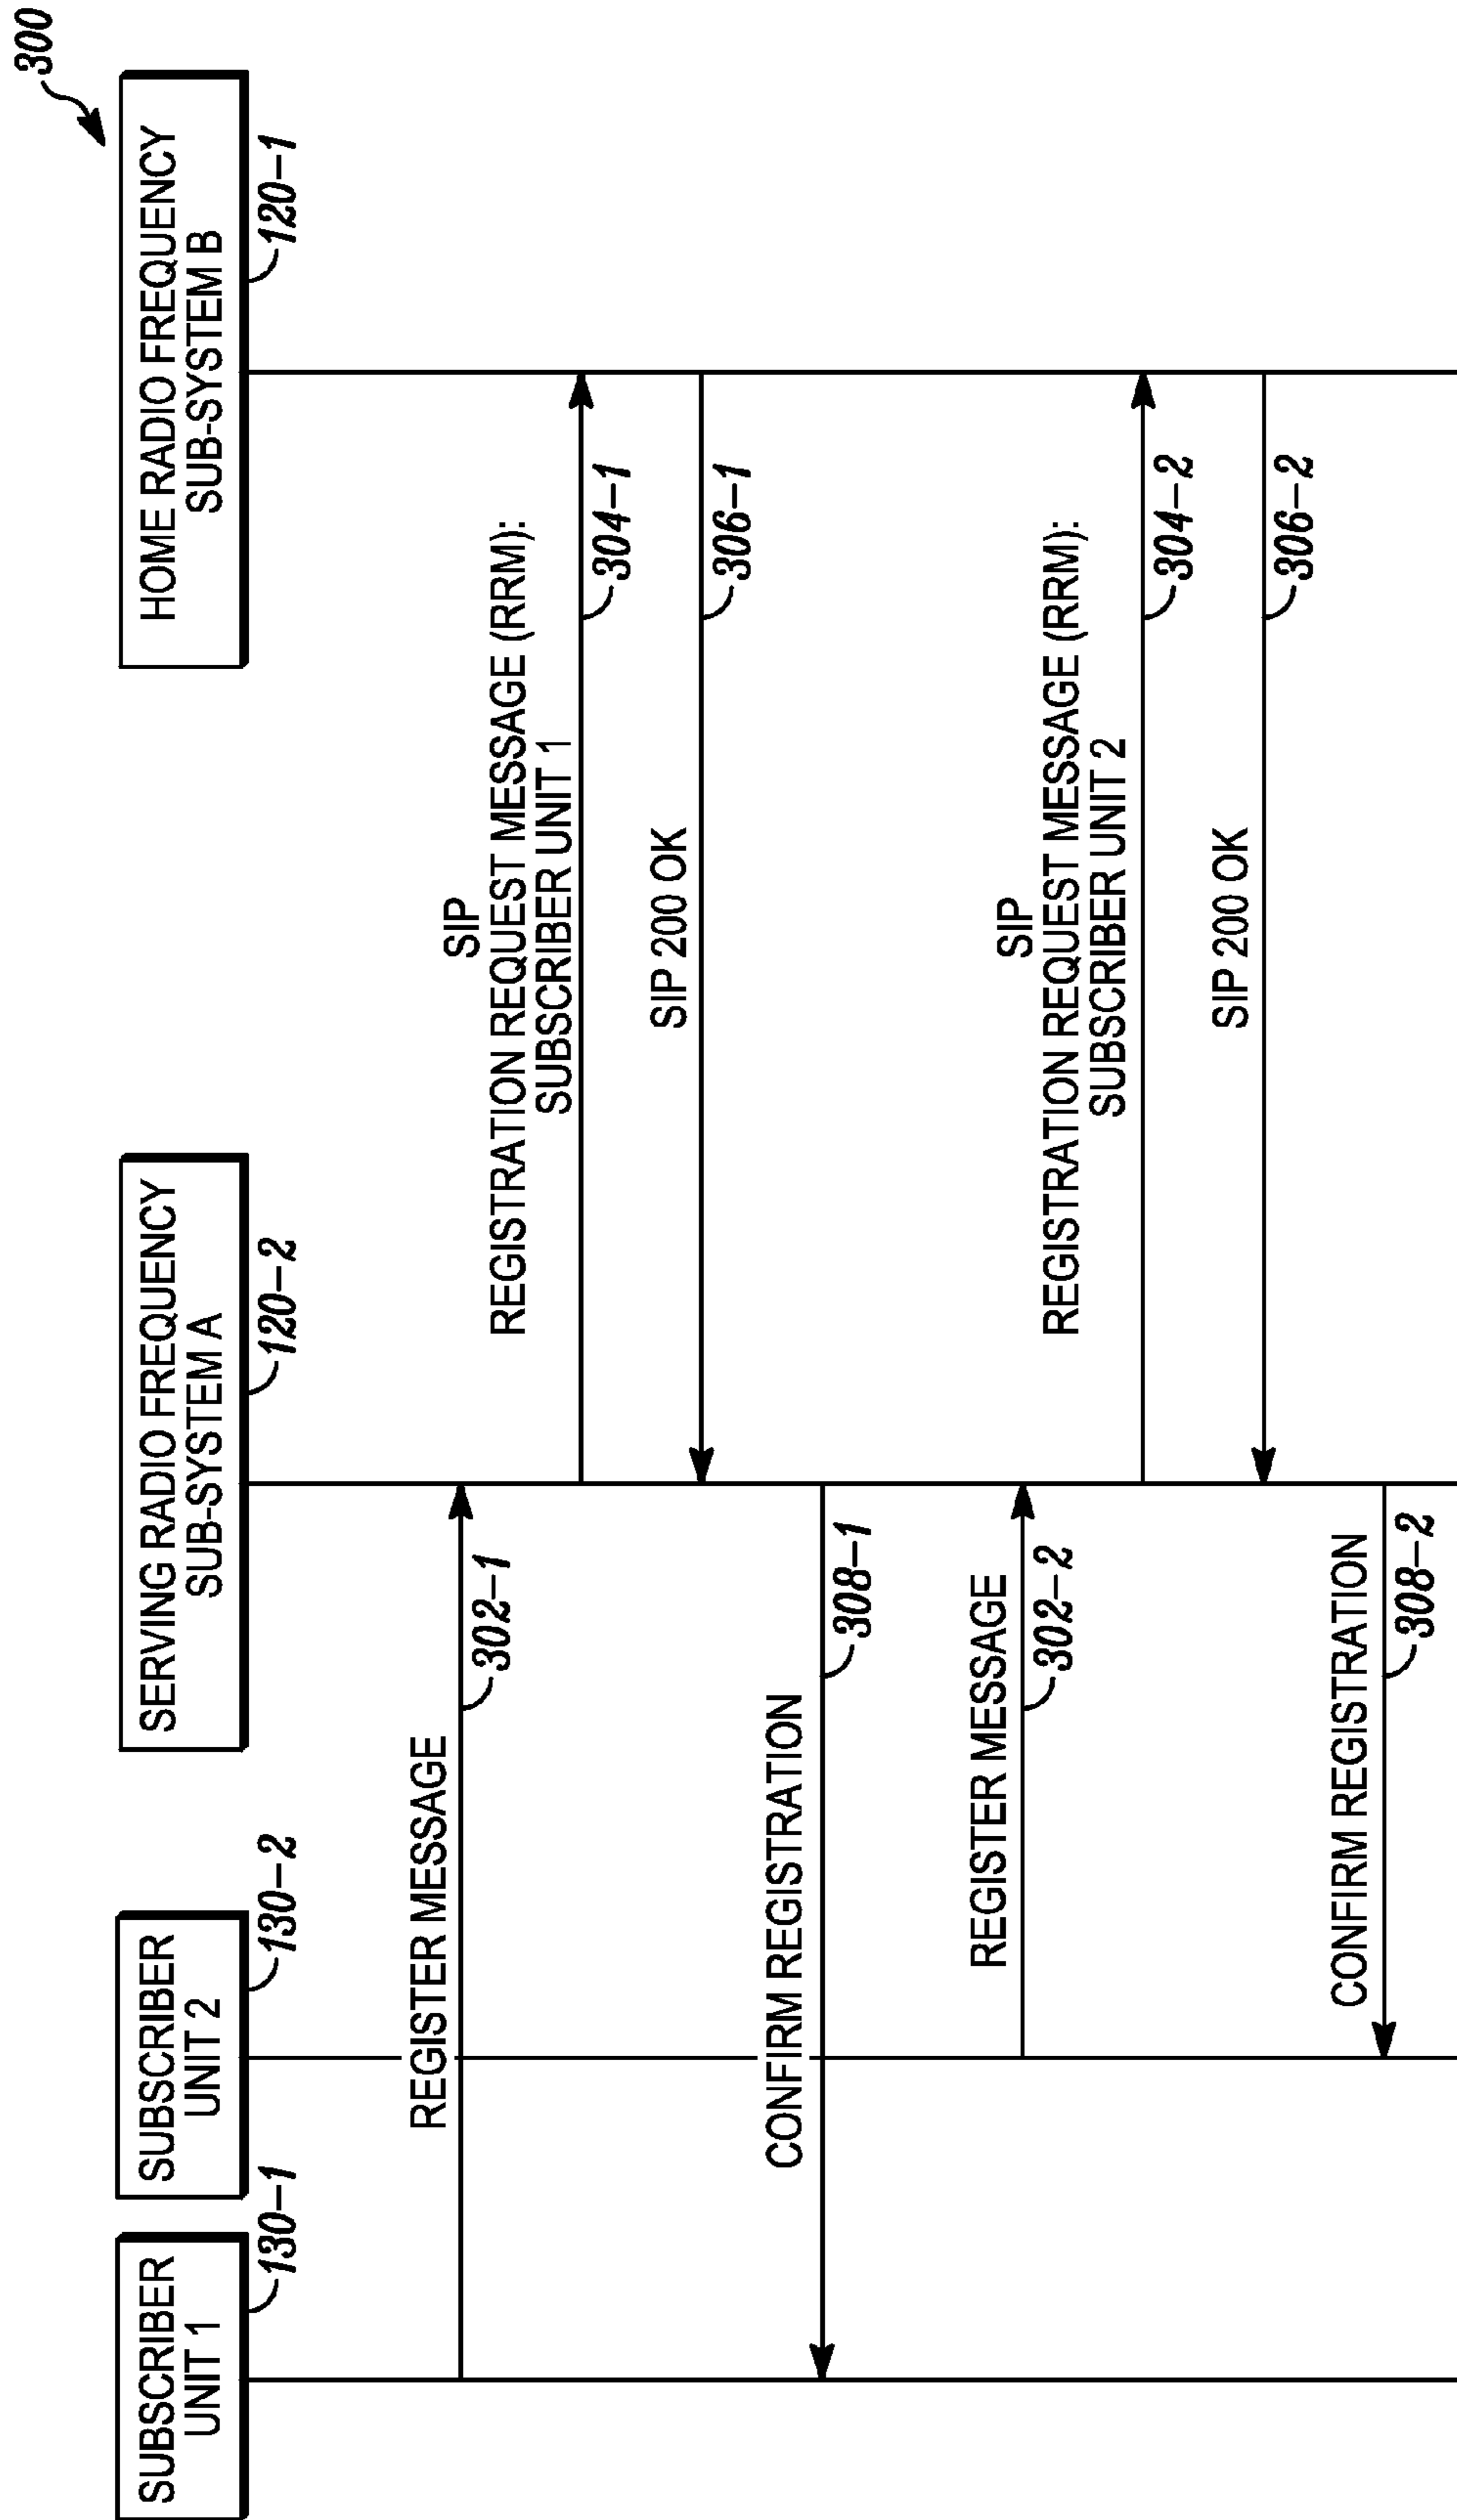 300
SUBSCRIBER
UNIT 1
130-1
SUBSCRIBER
UNIT 2
130-2
SERVING RADIO FREQUENCY
SUB-SYSTEM A
120-2
HOME RADIO FREQUENCY
SUB-SYSTEM B
120-1
REGISTER MESSAGE
302-1
SIP
REGISTRATION REQUEST MESSAGE (RRM):
SUBSCRIBER UNIT 1
304-1
SIP 200 OK
306-1
CONFIRM REGISTRATION
308-1
REGISTER MESSAGE
302-2
SIP
REGISTRATION REQUEST MESSAGE (RRM):
SUBSCRIBER UNIT 2
304-2
SIP 200 OK
306-2
CONFIRM REGISTRATION
308-2